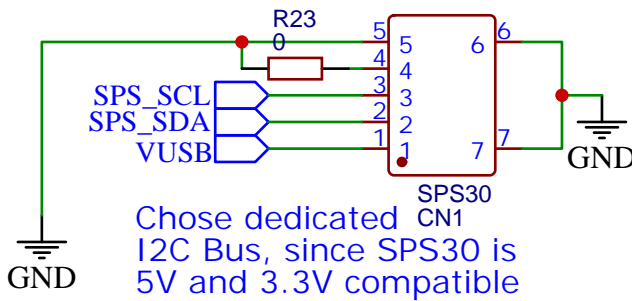 R23
0
5 5 6 6
4 4
SPS_SCL 3 3
SPS_SDA 2 2
VUSB 1 1 7 7
GND
SPS30
CN1
Chose dedicated
I2C Bus, since SPS30 is
5V and 3.3V compatible
GND